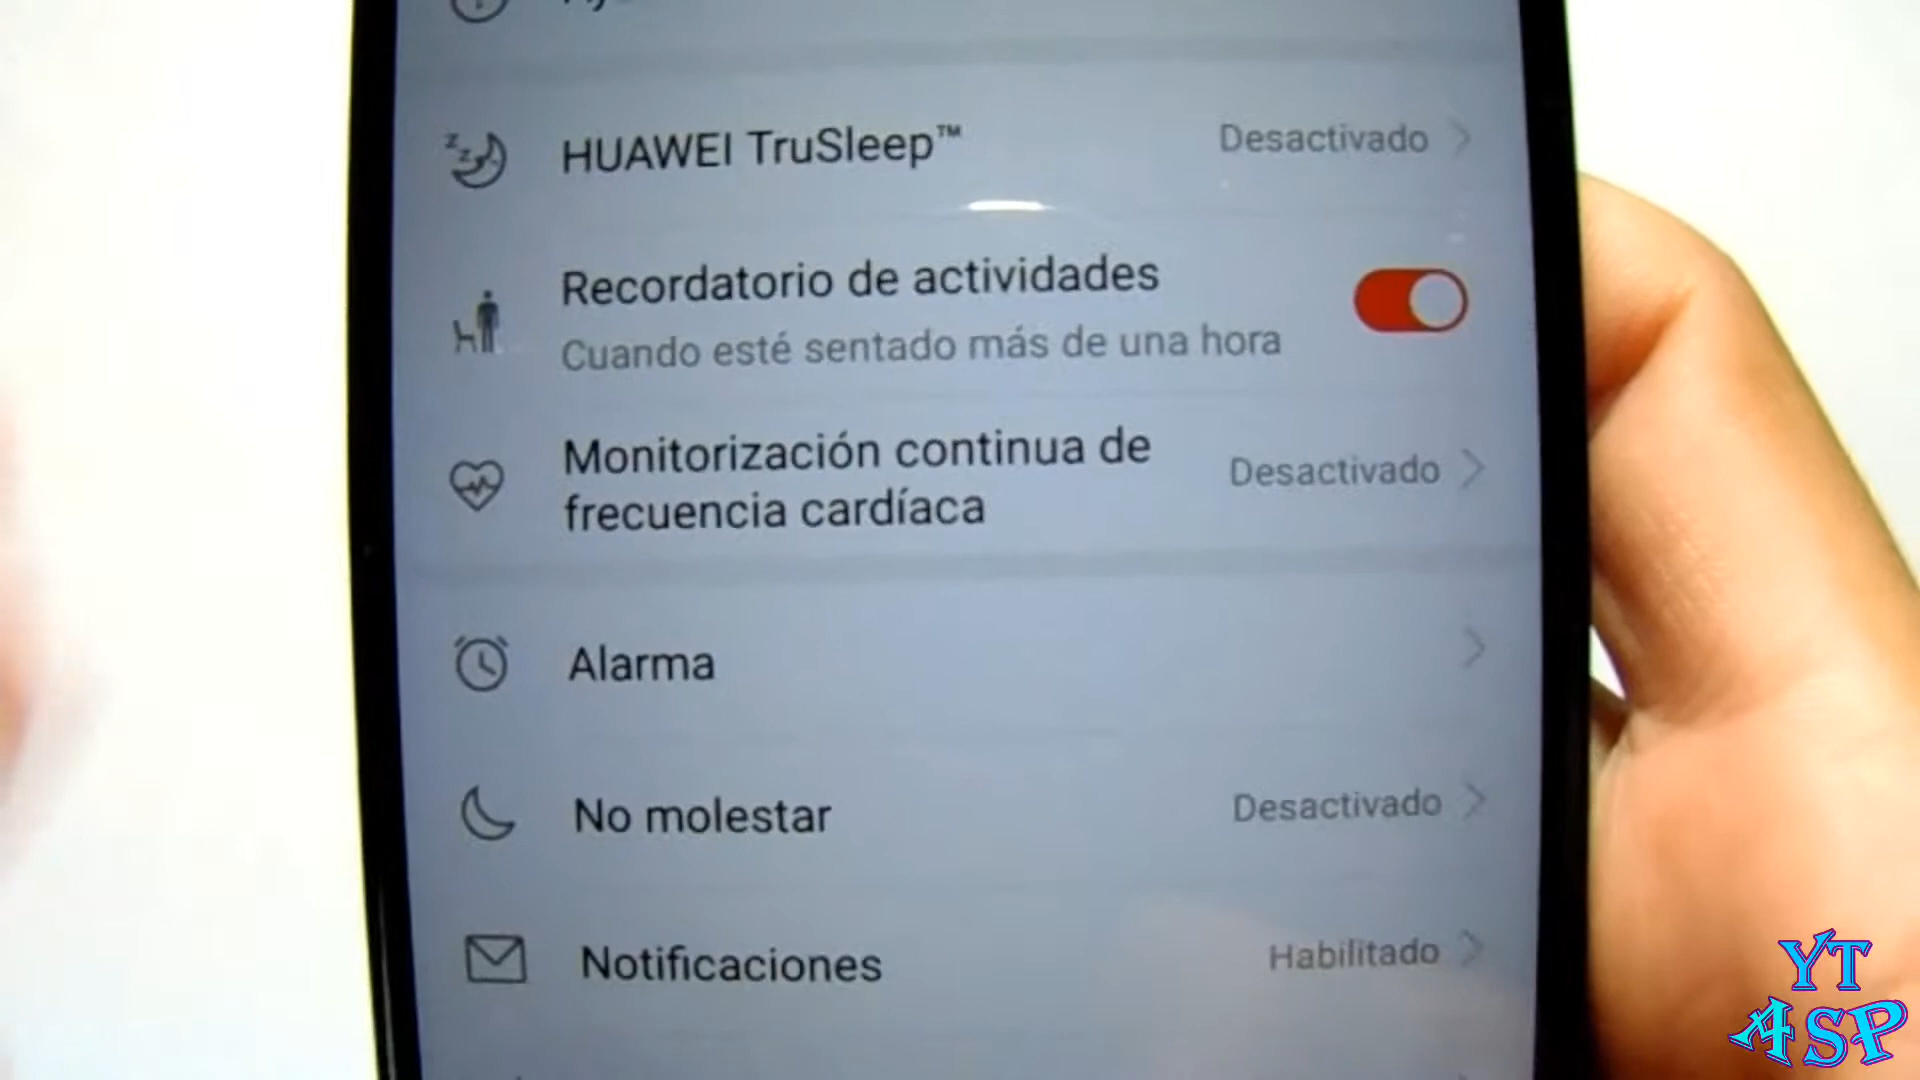 HUAWEI TruSleep™ Desactivado
Recordatorio de actividades
Cuando esté sentado más de una hora
Monitorización continua de
frecuencia cardíaca
Desactivado
Alarma
No molestar Desactivado
Notificaciones Habilitado
YT
ASP